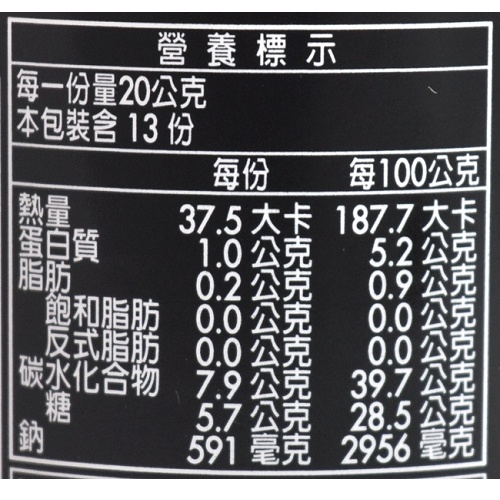 營養標示
每一份量20公克
本包裝含 13 份
每份 每100公克
熱量 37.5 大卡 187.7 大卡
蛋白質 1.0 公克 5.2 公克
脂肪 0.2 公克 0.9 公克
飽和脂肪 0.0 公克 0.0 公克
反式脂肪 0.0 公克 0.0 公克
碳水化合物 7.9 公克 39.7 公克
糖 5.7 公克 28.5 公克
鈉 591 毫克 2956 毫克